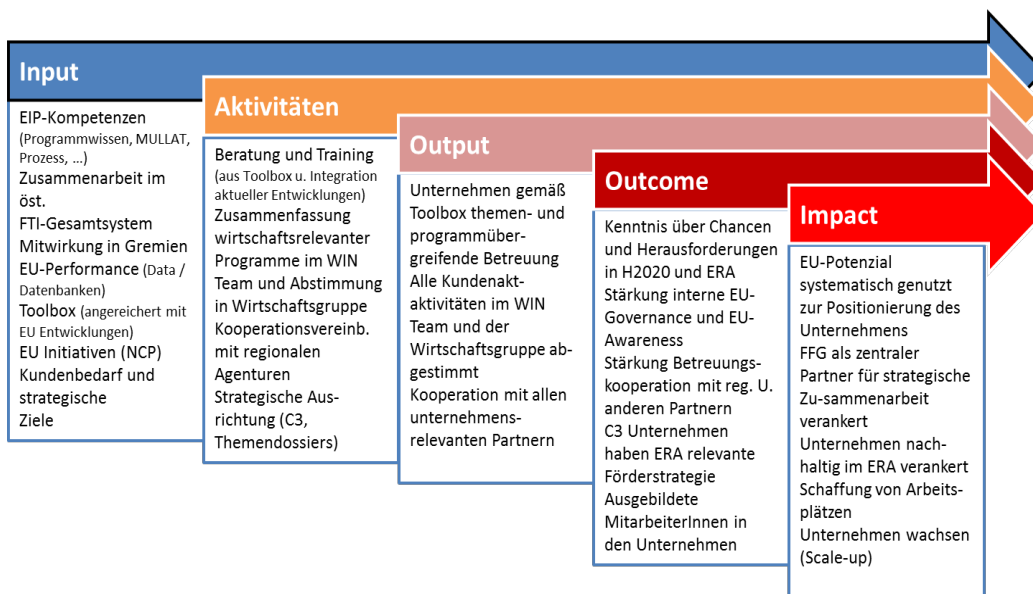 Input
EIP-Kompetenzen
(Programmwissen, MULLAT,
Prozess, ...)
Zusammenarbeit im
öst.
FTI-Gesamtsystem
Mitwirkung in Gremien
EU-Performance (Data /
Datenbanken)
Toolbox (angereichert mit
EU Entwicklungen)
EU Initiativen (NCP)
Kundenbedarf und
strategische
Ziele
Aktivitäten
Beratung und Training
(aus Toolbox u. Integration
aktueller Entwicklungen)
Zusammenfassung
wirtschaftsrelevanter
Programme im WIN
Team und Abstimmung
in Wirtschaftsgruppe
Kooperationsvereinb.
mit regionalen
Agenturen
Strategische Aus-
richtung (C3,
Themendossiers)
Output
Unternehmen gemäß
Toolbox themen- und
programmüber-
greifende Betreuung
Alle Kundenakt-
aktivitäten im WIN
Team und der
Wirtschaftsgruppe ab-
gestimmt
Kooperation mit allen
unternehmens-
relevanten Partnern
Outcome
Kenntnis über Chancen
und Herausforderungen
in H2020 und ERA
Stärkung interne EU-
Governance und EU-
Awareness
Stärkung Betreuungs-
kooperation mit reg. U.
anderen Partnern
C3 Unternehmen
haben ERA relevante
Förderstrategie
Ausgebildete
MitarbeiterInnen in
den Unternehmen
Impact
EU-Potenzial
systematisch genutzt
zur Positionierung des
Unternehmens
FFG als zentraler
Partner für strategische
Zu-sammenarbeit
verankert
Unternehmen nach-
haltig im ERA verankert
Schaffung von Arbeits-
plätzen
Unternehmen wachsen
(Scale-up)